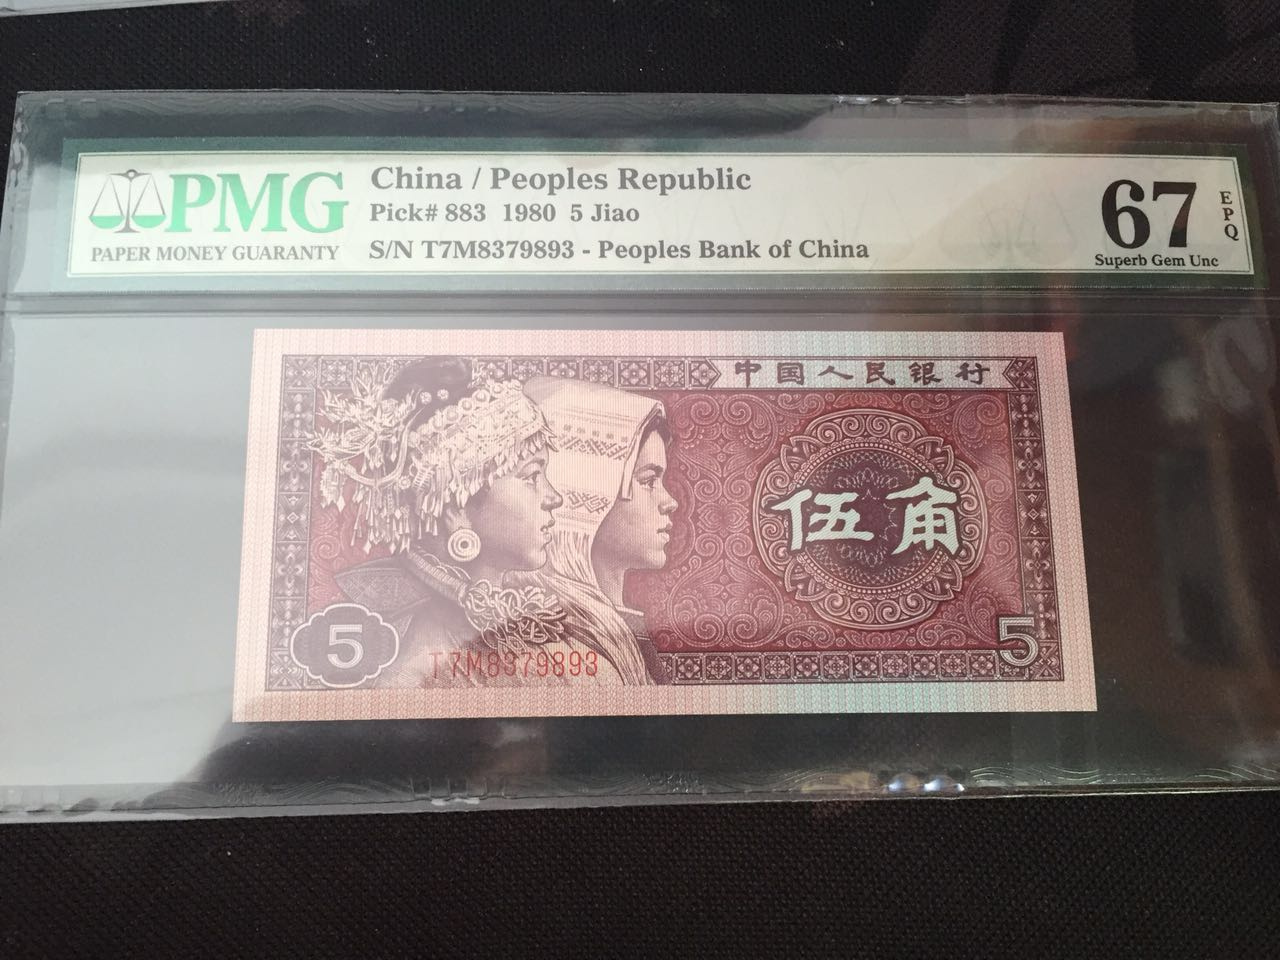 PMG
PAPER MONEY GUARANTY
China / Peoples Republic
Pick# 883 1980 5 Jiao
S/N T7M8379893 - Peoples Bank of China
67
EPQ
Superb Gem Unc
中国人民银行
伍角
5
T7M8379893
5